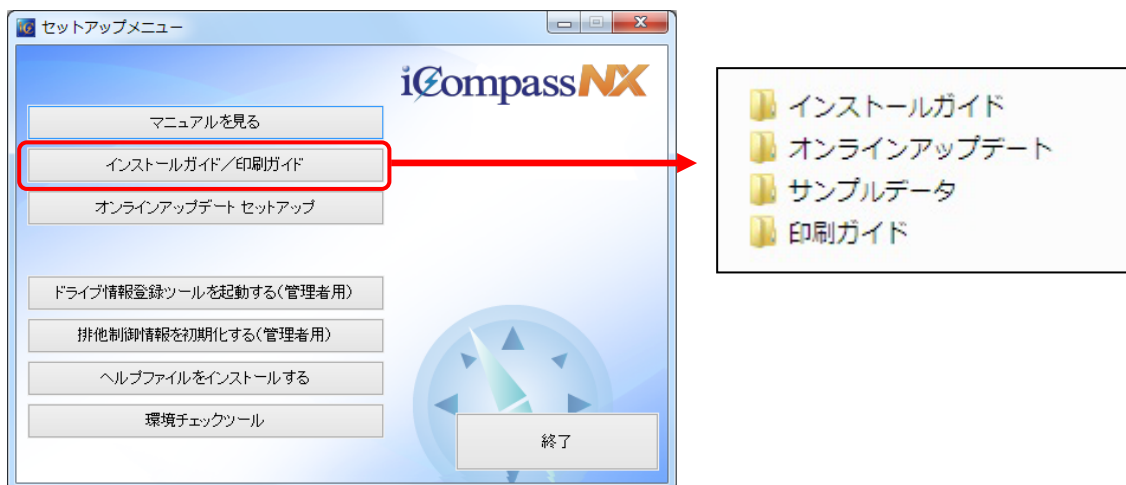 セットアップメニュー
iCompassNX
マニュアルを見る
インストールガイド／印刷ガイド
オンラインアップデート セットアップ
ドライブ情報登録ツールを起動する(管理者用)
排他制御情報を初期化する(管理者用)
ヘルプファイルをインストールする
環境チェックツール
終了
インストールガイド
オンラインアップデート
サンプルデータ
印刷ガイド